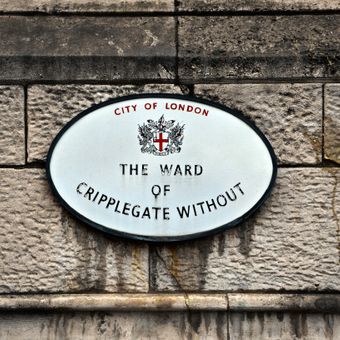 CITY OF LONDON
THE WARD
OF
CRIPPLEGATE WITHOUT